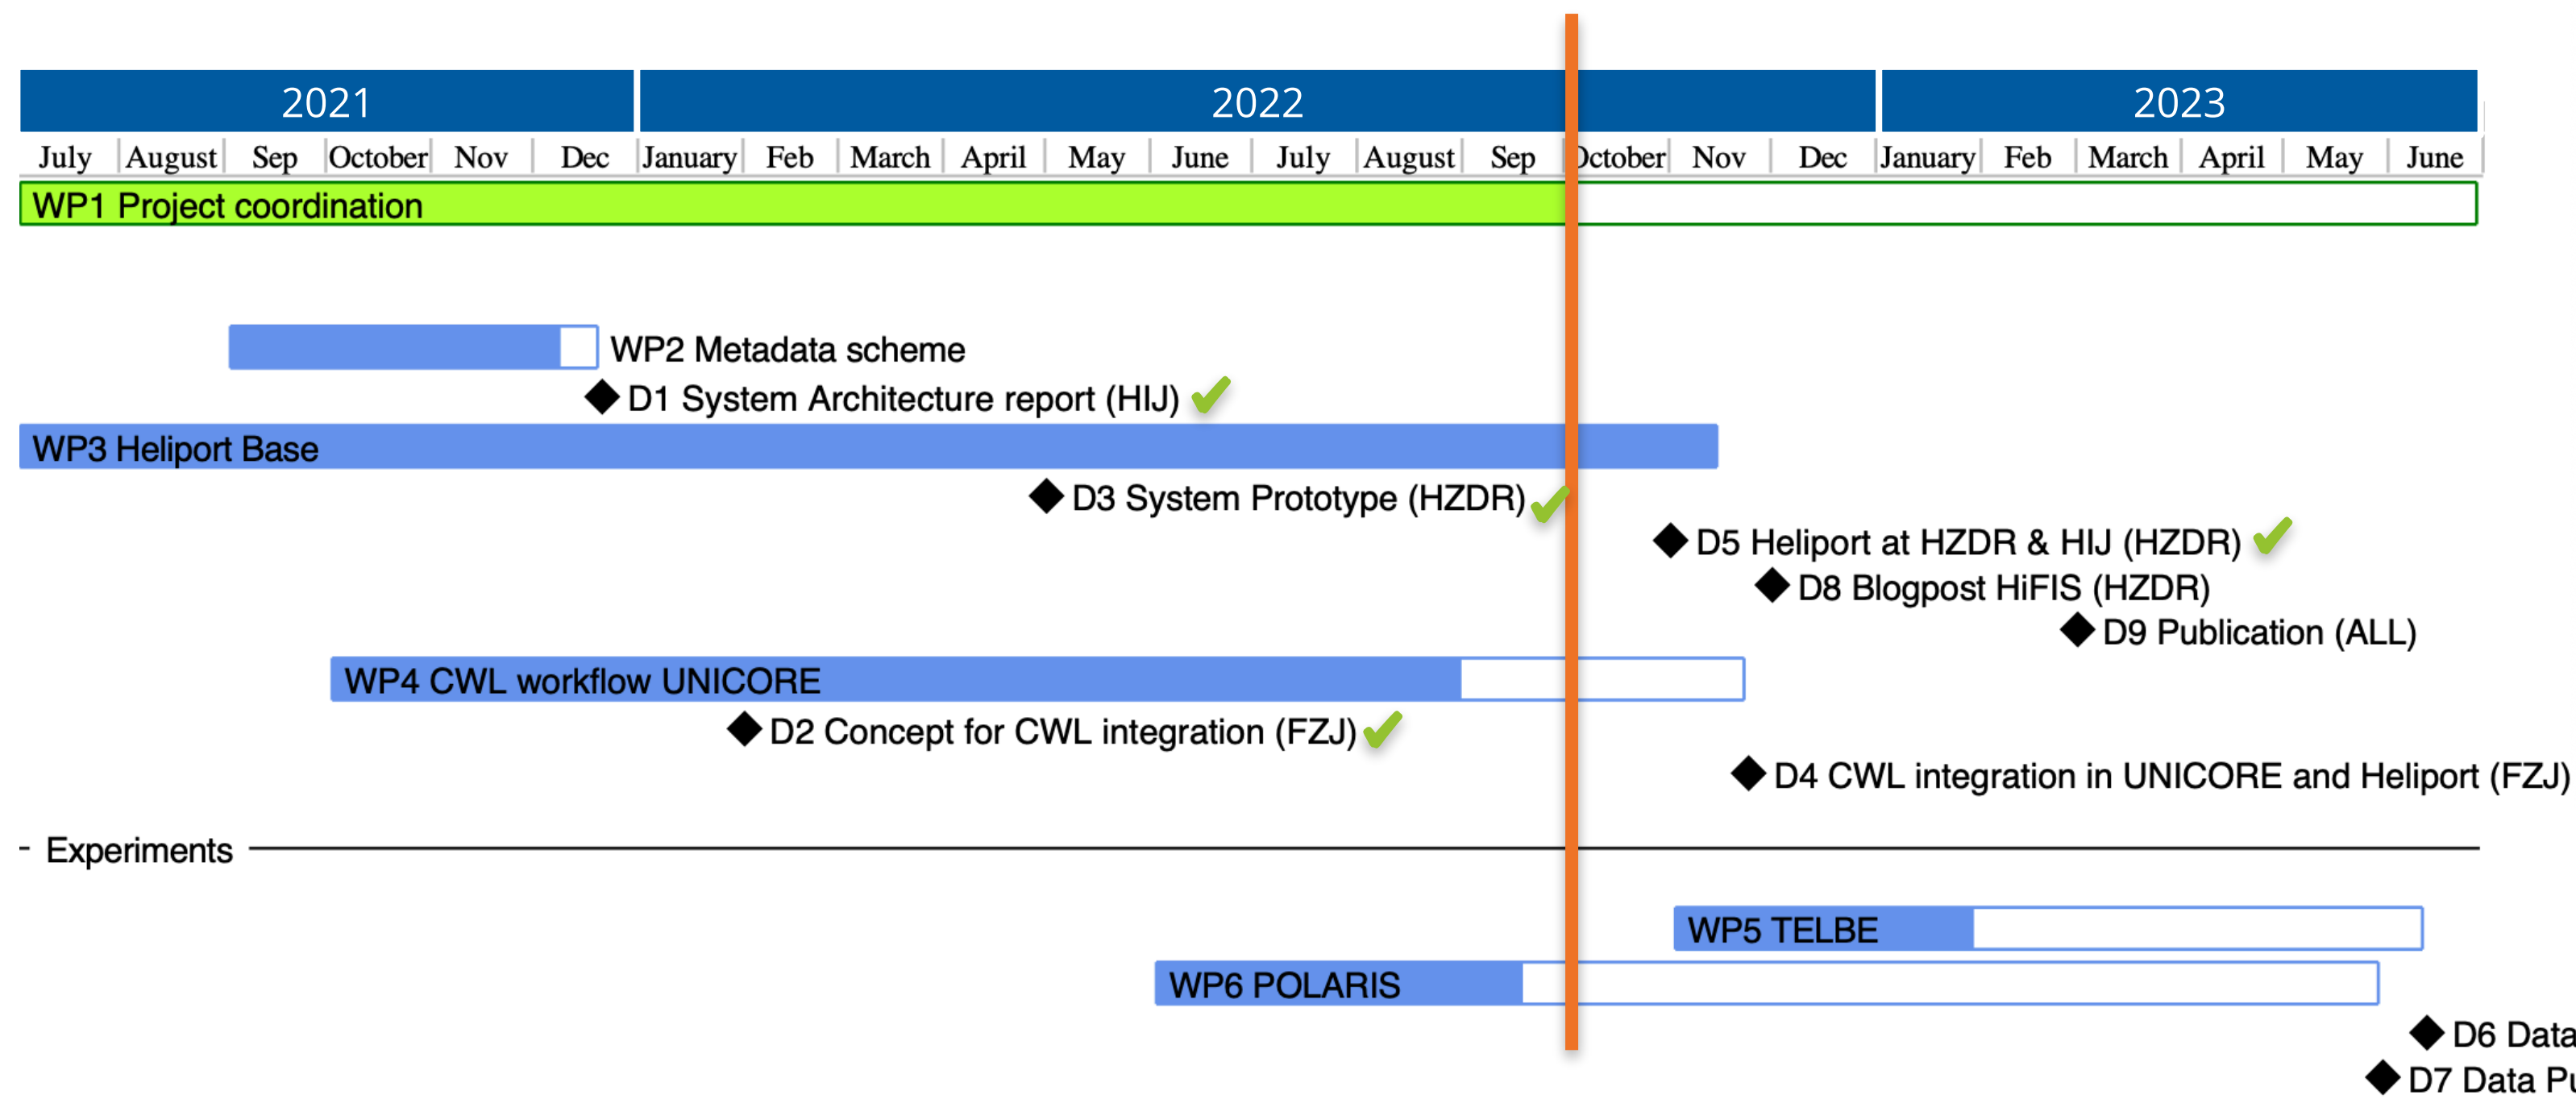 2021 2022 2023
July August Sep October Nov Dec January Feb March April May June July August Sep October Nov Dec January Feb March April May June
WP1 Project coordination
WP2 Metadata scheme
D1 System Architecture report (HIJ)
WP3 Heliport Base
D3 System Prototype (HZDR)
D5 Heliport at HZDR & HIJ (HZDR)
D8 Blogpost HiFIS (HZDR)
D9 Publication (ALL)
WP4 CWL workflow UNICORE
D2 Concept for CWL integration (FZJ)
D4 CWL integration in UNICORE and Heliport (FZJ)
- Experiments
WP5 TELBE
WP6 POLARIS
D6 Data
D7 Data